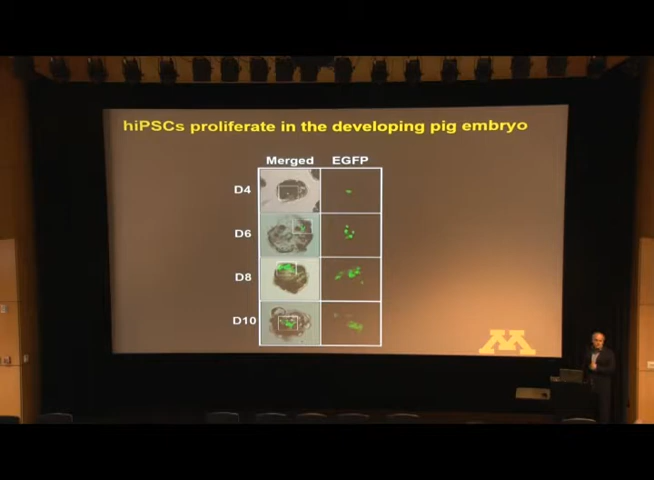 hiPSCs proliferate in the developing pig embryo
Merged EGFP
D4
D6
D8
D10
M